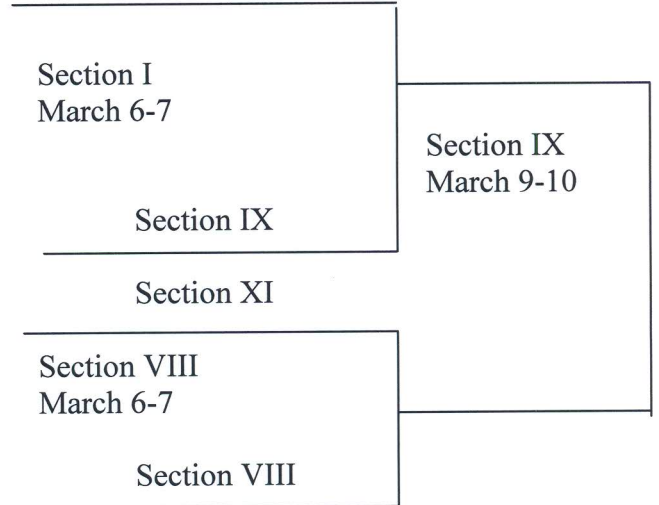 Section I
March 6-7
Section IX
March 9-10
Section IX
Section XI
Section VIII
March 6-7
Section VIII